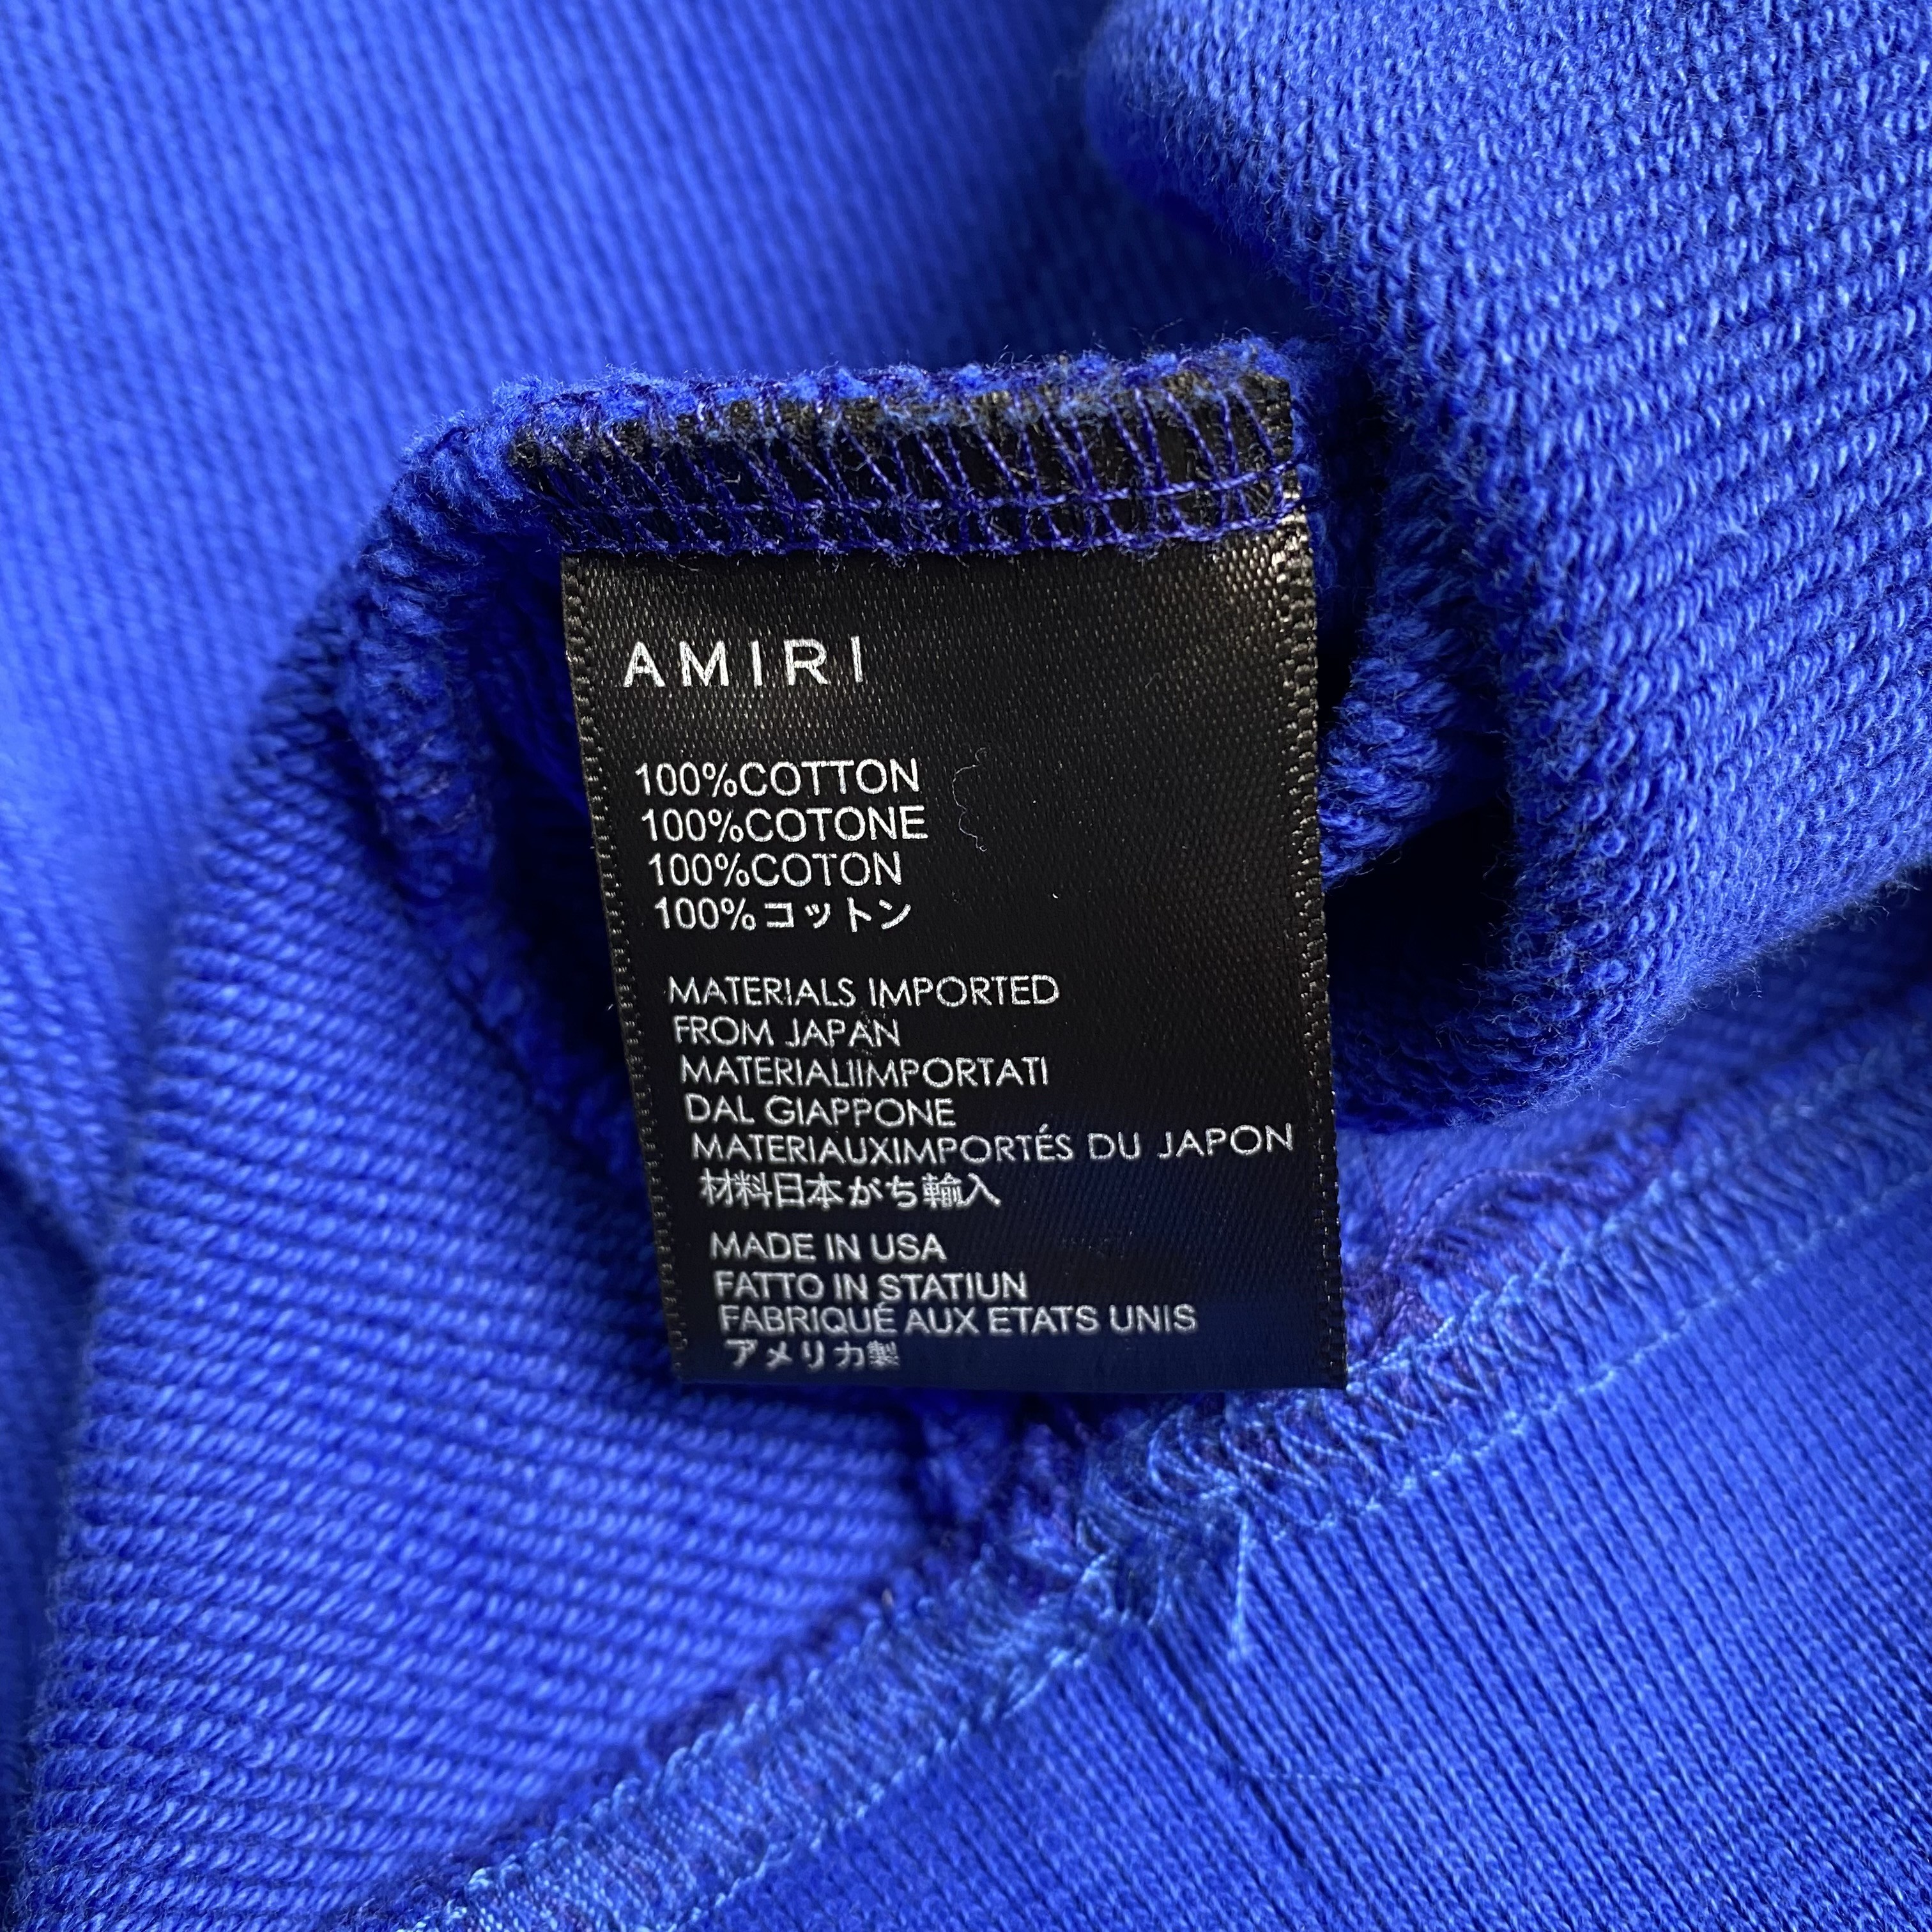 AMIRI
100%COTTON
100%COTONE
100%COTON
100%コットン
MATERIALS IMPORTED
FROM JAPAN
MATERIALIIMPORTATI
DAL GIAPPONE
MATERIAUXIMPORTÉS DU JAPON
材料日本がち輸入
MADE IN USA
FATTO IN STATIUN
FABRIQUÉ AUX ETATS UNIS
アメリカ製